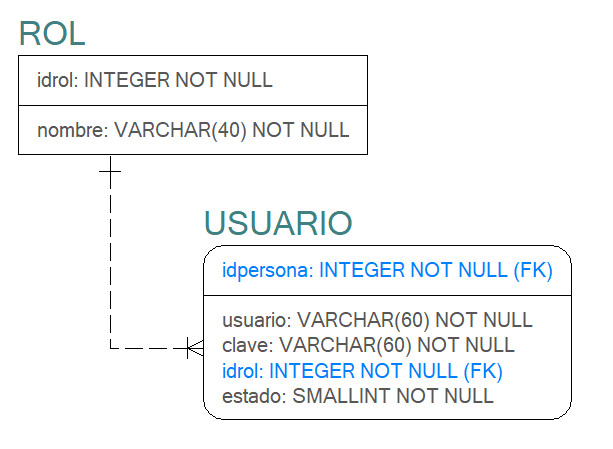 ROL
idrol: INTEGER NOT NULL
nombre: VARCHAR(40) NOT NULL
USUARIO
idpersona: INTEGER NOT NULL (FK)
usuario: VARCHAR(60) NOT NULL
clave: VARCHAR(60) NOT NULL
idrol: INTEGER NOT NULL (FK)
estado: SMALLINT NOT NULL